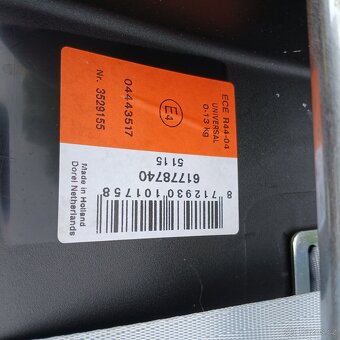 ECE R44-04
UNIVERSAL
0-13 kg
E4
04443517
Nr. 3529155
5115
61778740
8 712930 101758
Made in Holland
Dorel Netherlands